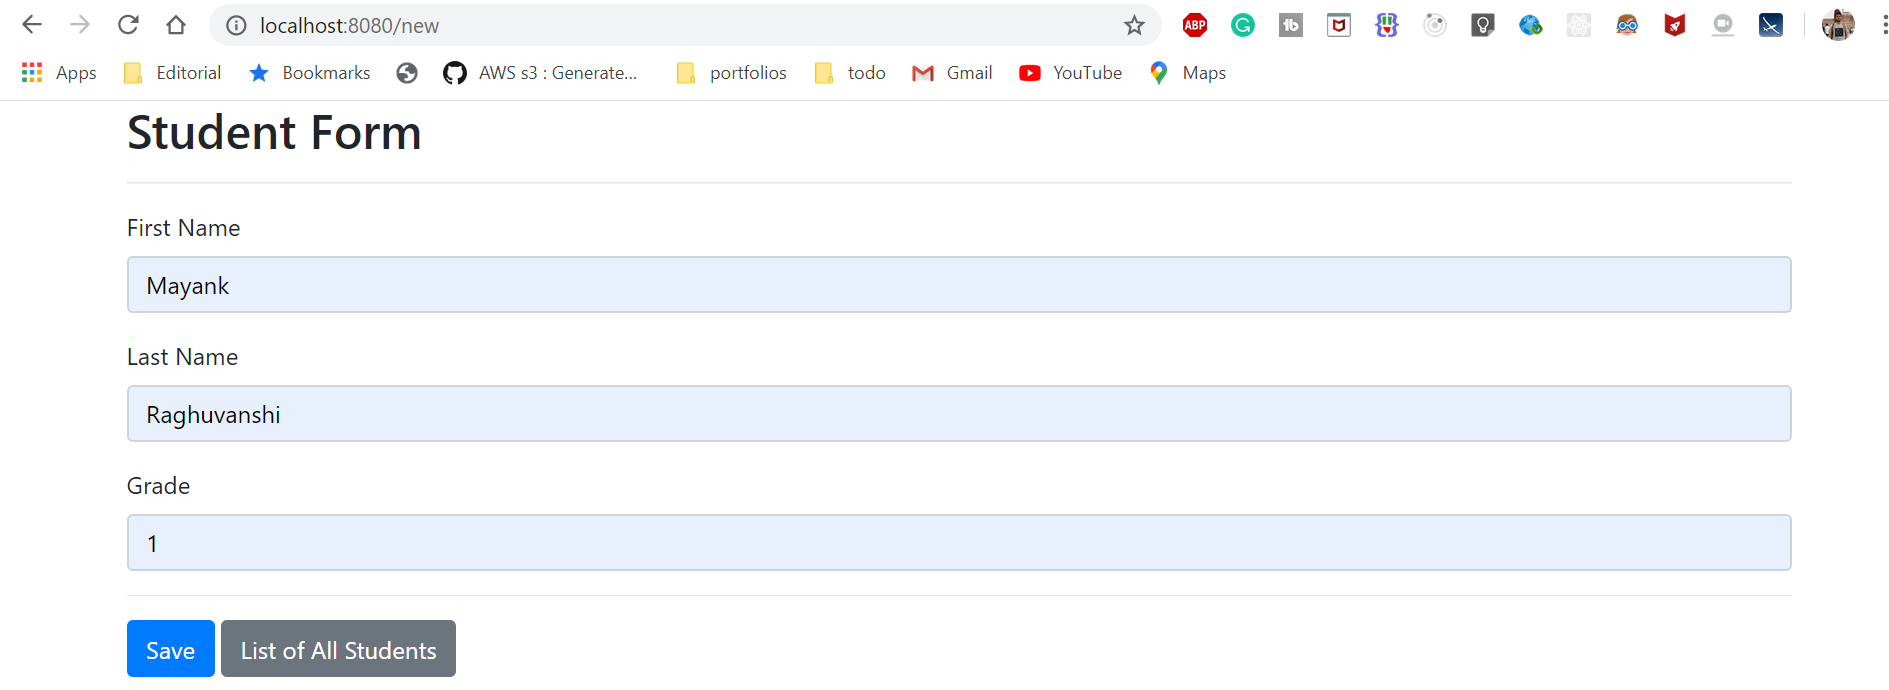 localhost:8080/new
ABP
tb
Apps Editorial Bookmarks AWS s3 : Generate... portfolios todo Gmail YouTube Maps
Student Form
First Name
Mayank
Last Name
Raghuvanshi
Grade
1
Save List of All Students